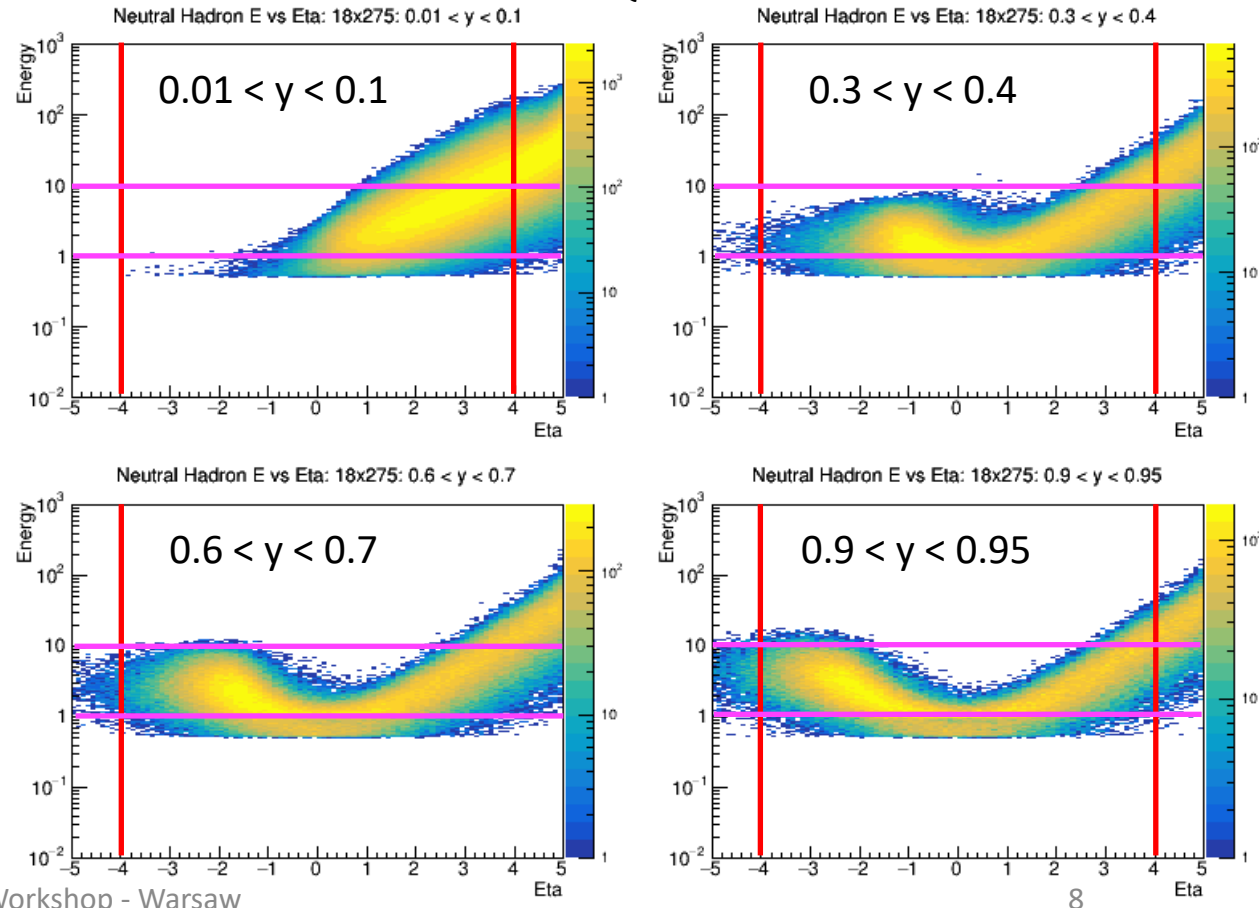 Neutral Hadron E vs Eta: 18x275: 0.01 < y < 0.1
Energy
0.01 < y < 0.1
10³
10²
10
1
10⁻¹
10⁻²
−5 −4 −3 −2 −1 0 1 2 3 4 5
Eta
10³
10²
10
1
Neutral Hadron E vs Eta: 18x275: 0.3 < y < 0.4
Energy
0.3 < y < 0.4
10³
10²
10
1
10⁻¹
10⁻²
−5 −4 −3 −2 −1 0 1 2 3 4 5
Eta
10²
10
1
Neutral Hadron E vs Eta: 18x275: 0.6 < y < 0.7
Energy
0.6 < y < 0.7
10³
10²
10
1
10⁻¹
10⁻²
−5 −4 −3 −2 −1 0 1 2 3 4 5
Eta
10²
10
1
Neutral Hadron E vs Eta: 18x275: 0.9 < y < 0.95
Energy
0.9 < y < 0.95
10³
10²
10
1
10⁻¹
10⁻²
−5 −4 −3 −2 −1 0 1 2 3 4 5
Eta
10²
10
1
Workshop - Warsaw
8